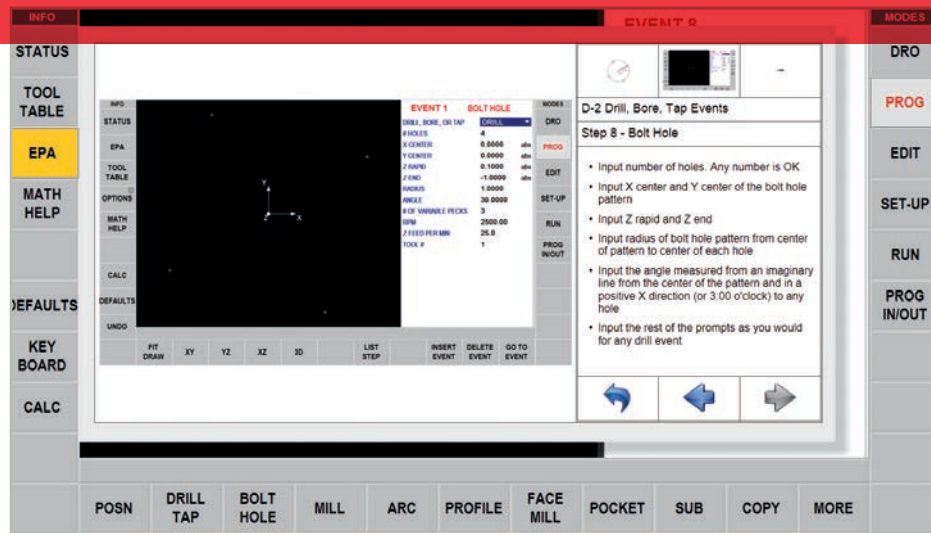 INFO
EVENT 8
MODES
STATUS
TOOL
TABLE
EPA
MATH
HELP
DEFAULTS
KEY
BOARD
CALC
INFO
STATUS
EPA
TOOL
TABLE
OPTIONS
MATH
HELP
CALC
DEFAULTS
UNDO
Y
Z
X
EVENT 1 BOLT HOLE
DRILL, BORE, OR TAP DRILL
# HOLES 4
X CENTER 0.0000 abs
Y CENTER 0.0000 abs
Z RAPID 0.1000 abs
Z END -1.0000 abs
RADIUS 1.0000
ANGLE 30.0000
# OF VARIABLE PECKS 3
RPM 2500.00
Z FEED PER MIN 25.0
TOOL # 1
MODES
DRO
PROG
EDIT
SET-UP
RUN
PROG
IN/OUT
FIT
DRAW
XY
YZ
XZ
3D
LIST
STEP
INSERT
EVENT
DELETE
EVENT
GO TO
EVENT
D-2 Drill, Bore, Tap Events
Step 8 - Bolt Hole
• Input number of holes. Any number is OK
• Input X center and Y center of the bolt hole
pattern
• Input Z rapid and Z end
• Input radius of bolt hole pattern from center
of pattern to center of each hole
• Input the angle measured from an imaginary
line from the center of the pattern and in a
positive X direction (or 3:00 o'clock) to any
hole
• Input the rest of the prompts as you would
for any drill event
DRO
PROG
EDIT
SET-UP
RUN
PROG
IN/OUT
POSN
DRILL
TAP
BOLT
HOLE
MILL
ARC
PROFILE
FACE
MILL
POCKET
SUB
COPY
MORE